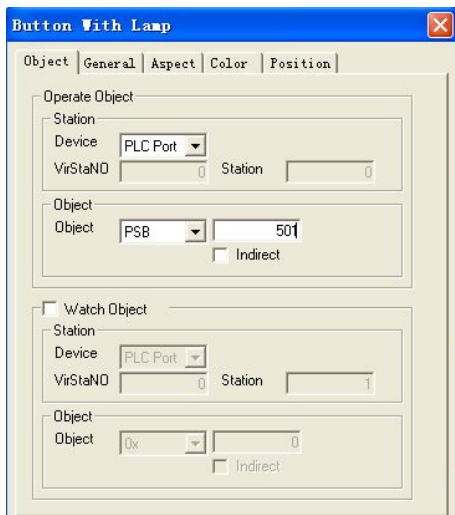 Button With Lamp
Object General Aspect Color Position
Operate Object
Station
Device PLC Port
VirStaNO 0 Station 0
Object
Object PSB 501
Indirect
Watch Object
Station
Device PLC Port
VirStaNO 0 Station 1
Object
Object 0x 0
Indirect